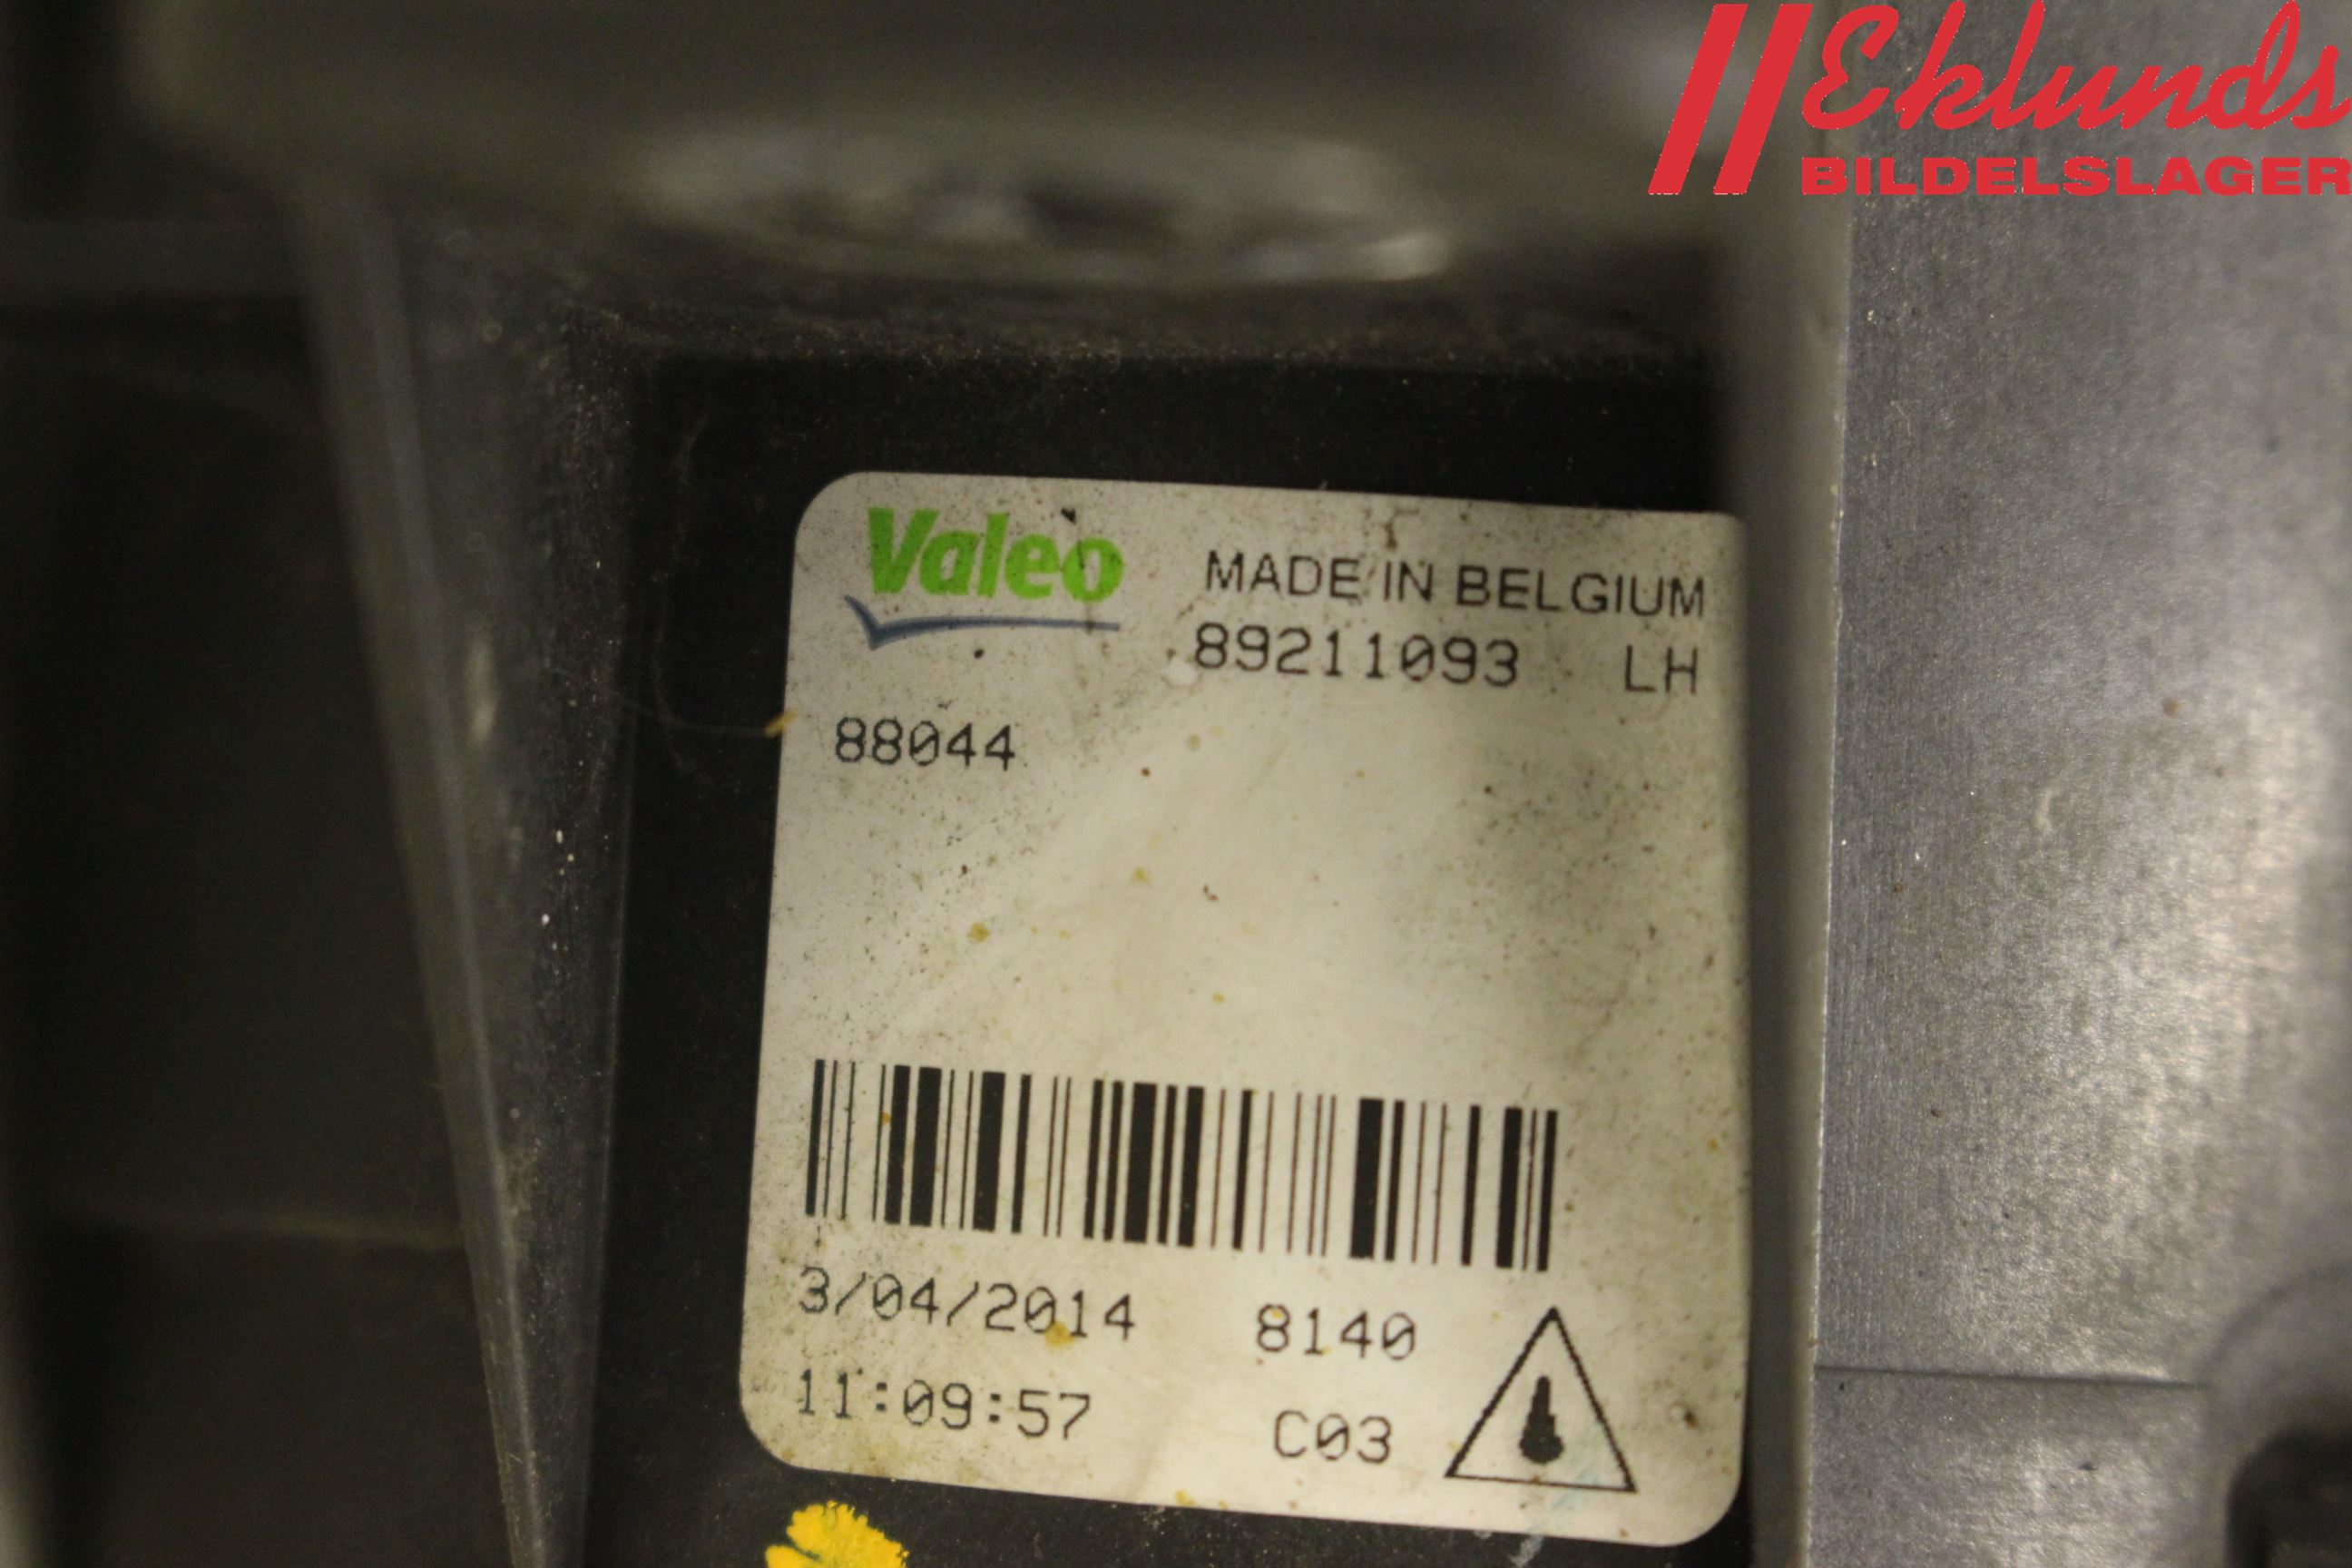 Eklunds
BILDELSLAGER
Valeo
MADE IN BELGIUM
89211093 LH
88044
3/04/2014 8140
11:09:57 C03